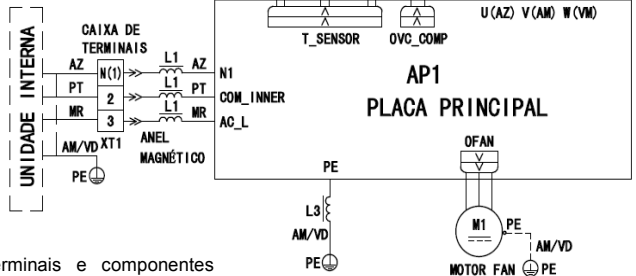 U(AZ) V(AM) W(VM)
T_SENSOR
OVC_COMP
CAIXA DE
TERMINAIS
UNIDADE INTERNA
AZ
N(1)
L1
AZ
N1
PT
2
L1
PT
COM_INNER
MR
3
L1
MR
AC_L
AM/VD
XT1
ANEL
MAGNÉTICO
PE
AP1
PLACA PRINCIPAL
OFAN
PE
L3
AM/VD
PE
M1
PE
AM/VD
MOTOR FAN
PE
erminais e componentes